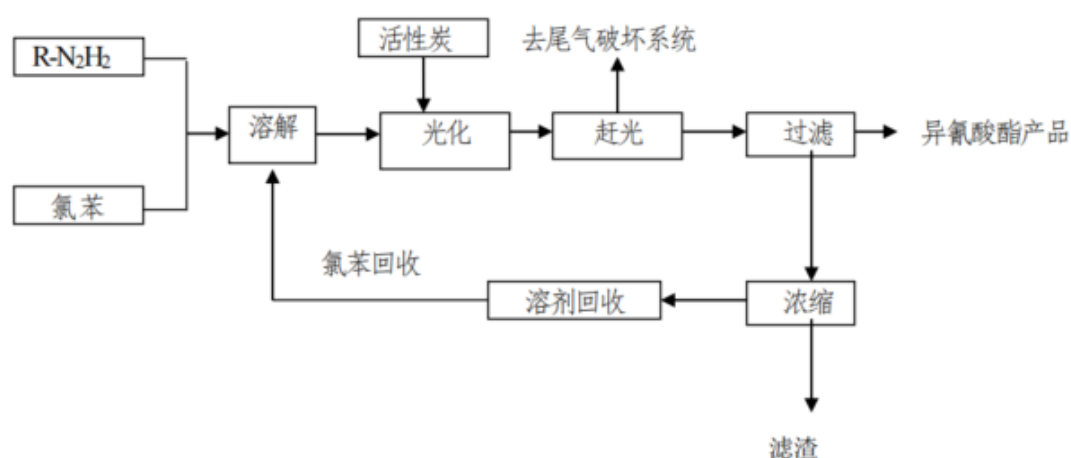 活性炭
去尾气破坏系统
R-N₂H₂
溶解
光化
赶光
过滤
异氰酸酯产品
氯苯
氯苯回收
溶剂回收
浓缩
滤渣